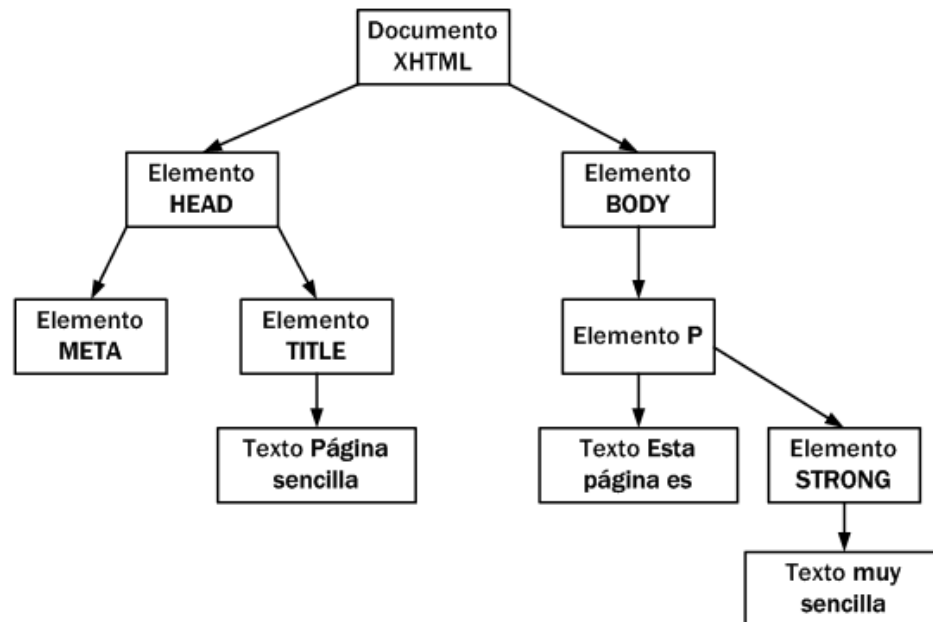 Documento
XHTML
Elemento
HEAD
Elemento
BODY
Elemento
META
Elemento
TITLE
Elemento P
Texto Página
sencilla
Texto Esta
página es
Elemento
STRONG
Texto muy
sencilla